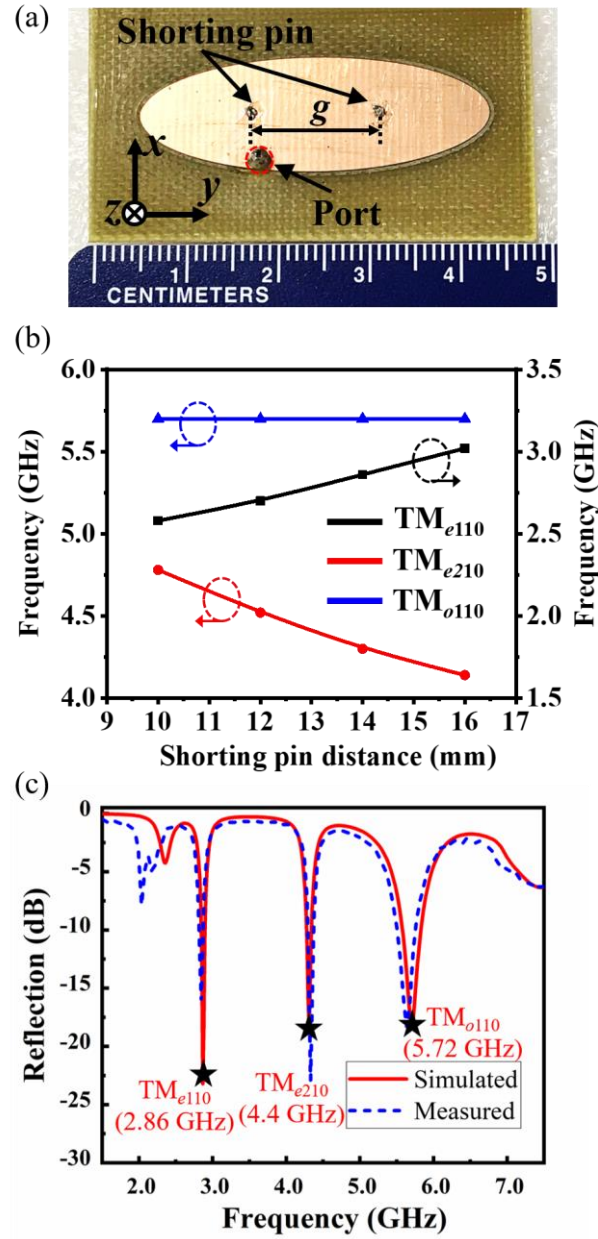 (a)
Shorting pin
g
x
y
z
Port
1 2 3 4 5
CENTIMETERS
(b)
6.0 3.5
5.5 3.0
5.0 2.5
4.5 2.0
4.0 1.5
Frequency (GHz)
Frequency (GHz)
TMe110
TMe210
TMo110
9 10 11 12 13 14 15 16 17
Shorting pin distance (mm)
(c)
0
-5
-10
-15
-20
-25
-30
Reflection (dB)
TMe110
(2.86 GHz)
TMe210
(4.4 GHz)
TMo110
(5.72 GHz)
Simulated
Measured
2.0 3.0 4.0 5.0 6.0 7.0
Frequency (GHz)